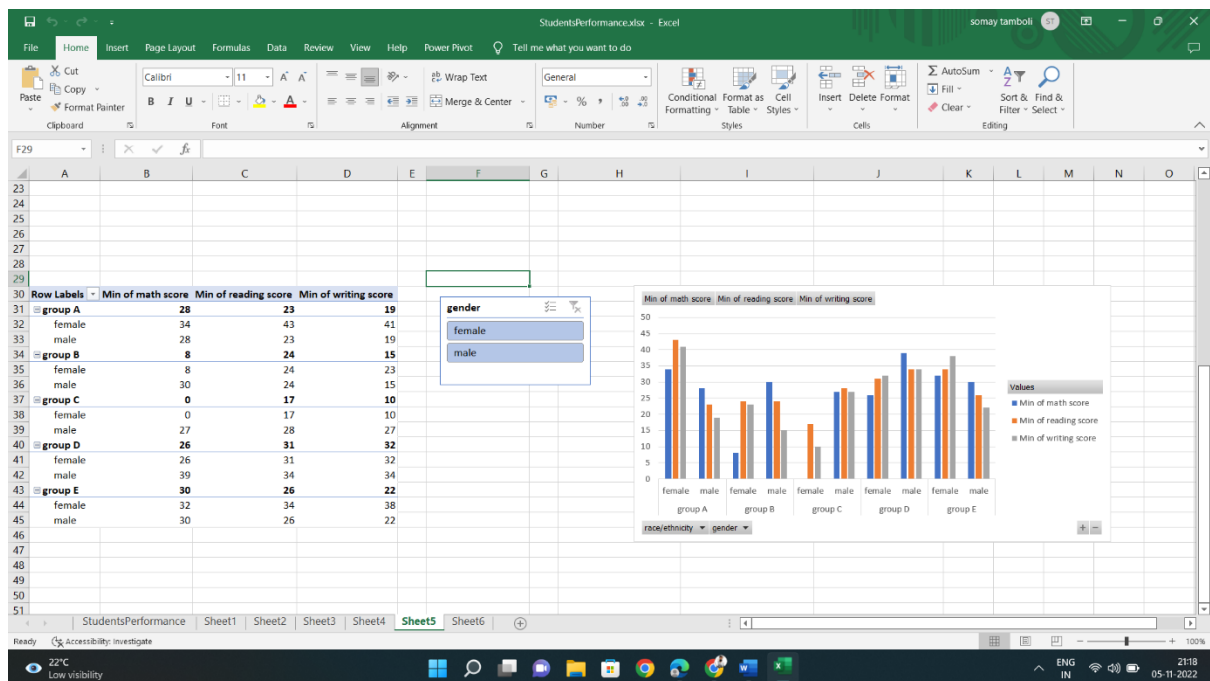 StudentsPerformance.xlsx - Excel
somay tamboli ST
File Home Insert Page Layout Formulas Data Review View Help Power Pivot Tell me what you want to do
Paste
Cut
Copy
Format Painter
Clipboard
Calibri 11 A A
B I U A
Font
ab Wrap Text
Merge & Center
Alignment
General
% ,
Number
Conditional Formatting
Format as Table
Cell Styles
Styles
Insert Delete Format
Cells
AutoSum
Fill
Clear
Sort & Filter
Find & Select
Editing
F29 fx
A B C D E F G H I J K L M N O
23
24
25
26
27
28
29
30 Row Labels Min of math score Min of reading score Min of writing score
31 group A 28 23 19
32 female 34 43 41
33 male 28 23 19
34 group B 8 24 15
35 female 8 24 23
36 male 30 24 15
37 group C 0 17 10
38 female 0 17 10
39 male 27 28 27
40 group D 26 31 32
41 female 26 31 32
42 male 39 34 34
43 group E 30 26 22
44 female 32 34 38
45 male 30 26 22
46
47
48
49
50
51
gender
female
male
Min of math score Min of reading score Min of writing score
50
45
40
35
30
25
20
15
10
5
0
female male female male female male female male female male
group A group B group C group D group E
Values
Min of math score
Min of reading score
Min of writing score
race/ethnicity gender
+ -
StudentsPerformance Sheet1 Sheet2 Sheet3 Sheet4 Sheet5 Sheet6
Ready Accessibility: Investigate
- + 100%
22°C
Low visibility
ENG
IN
21:18
05-11-2022